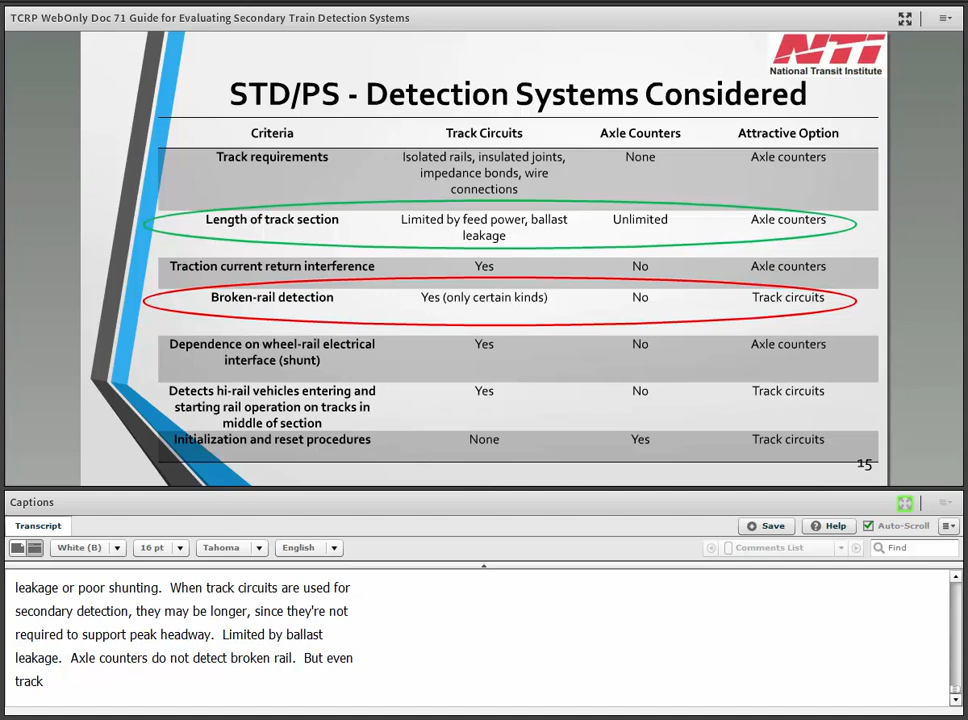 TCRP WebOnly Doc 71 Guide for Evaluating Secondary Train Detection Systems
NTI
National Transit Institute
STD/PS - Detection Systems Considered
Criteria Track Circuits Axle Counters Attractive Option
Track requirements Isolated rails, insulated joints, None Axle counters
impedance bonds, wire
connections
Length of track section Limited by feed power, ballast Unlimited Axle counters
leakage
Traction current return interference Yes No Axle counters
Broken-rail detection Yes (only certain kinds) No Track circuits
Dependence on wheel-rail electrical Yes No Axle counters
interface (shunt)
Detects hi-rail vehicles entering and Yes No Track circuits
starting rail operation on tracks in
middle of section
Initialization and reset procedures None Yes Track circuits
15
Captions
Transcript Save Help Auto-Scroll
White (B) 16 pt Tahoma English Comments List Find
leakage or poor shunting. When track circuits are used for
secondary detection, they may be longer, since they're not
required to support peak headway. Limited by ballast
leakage. Axle counters do not detect broken rail. But even
track